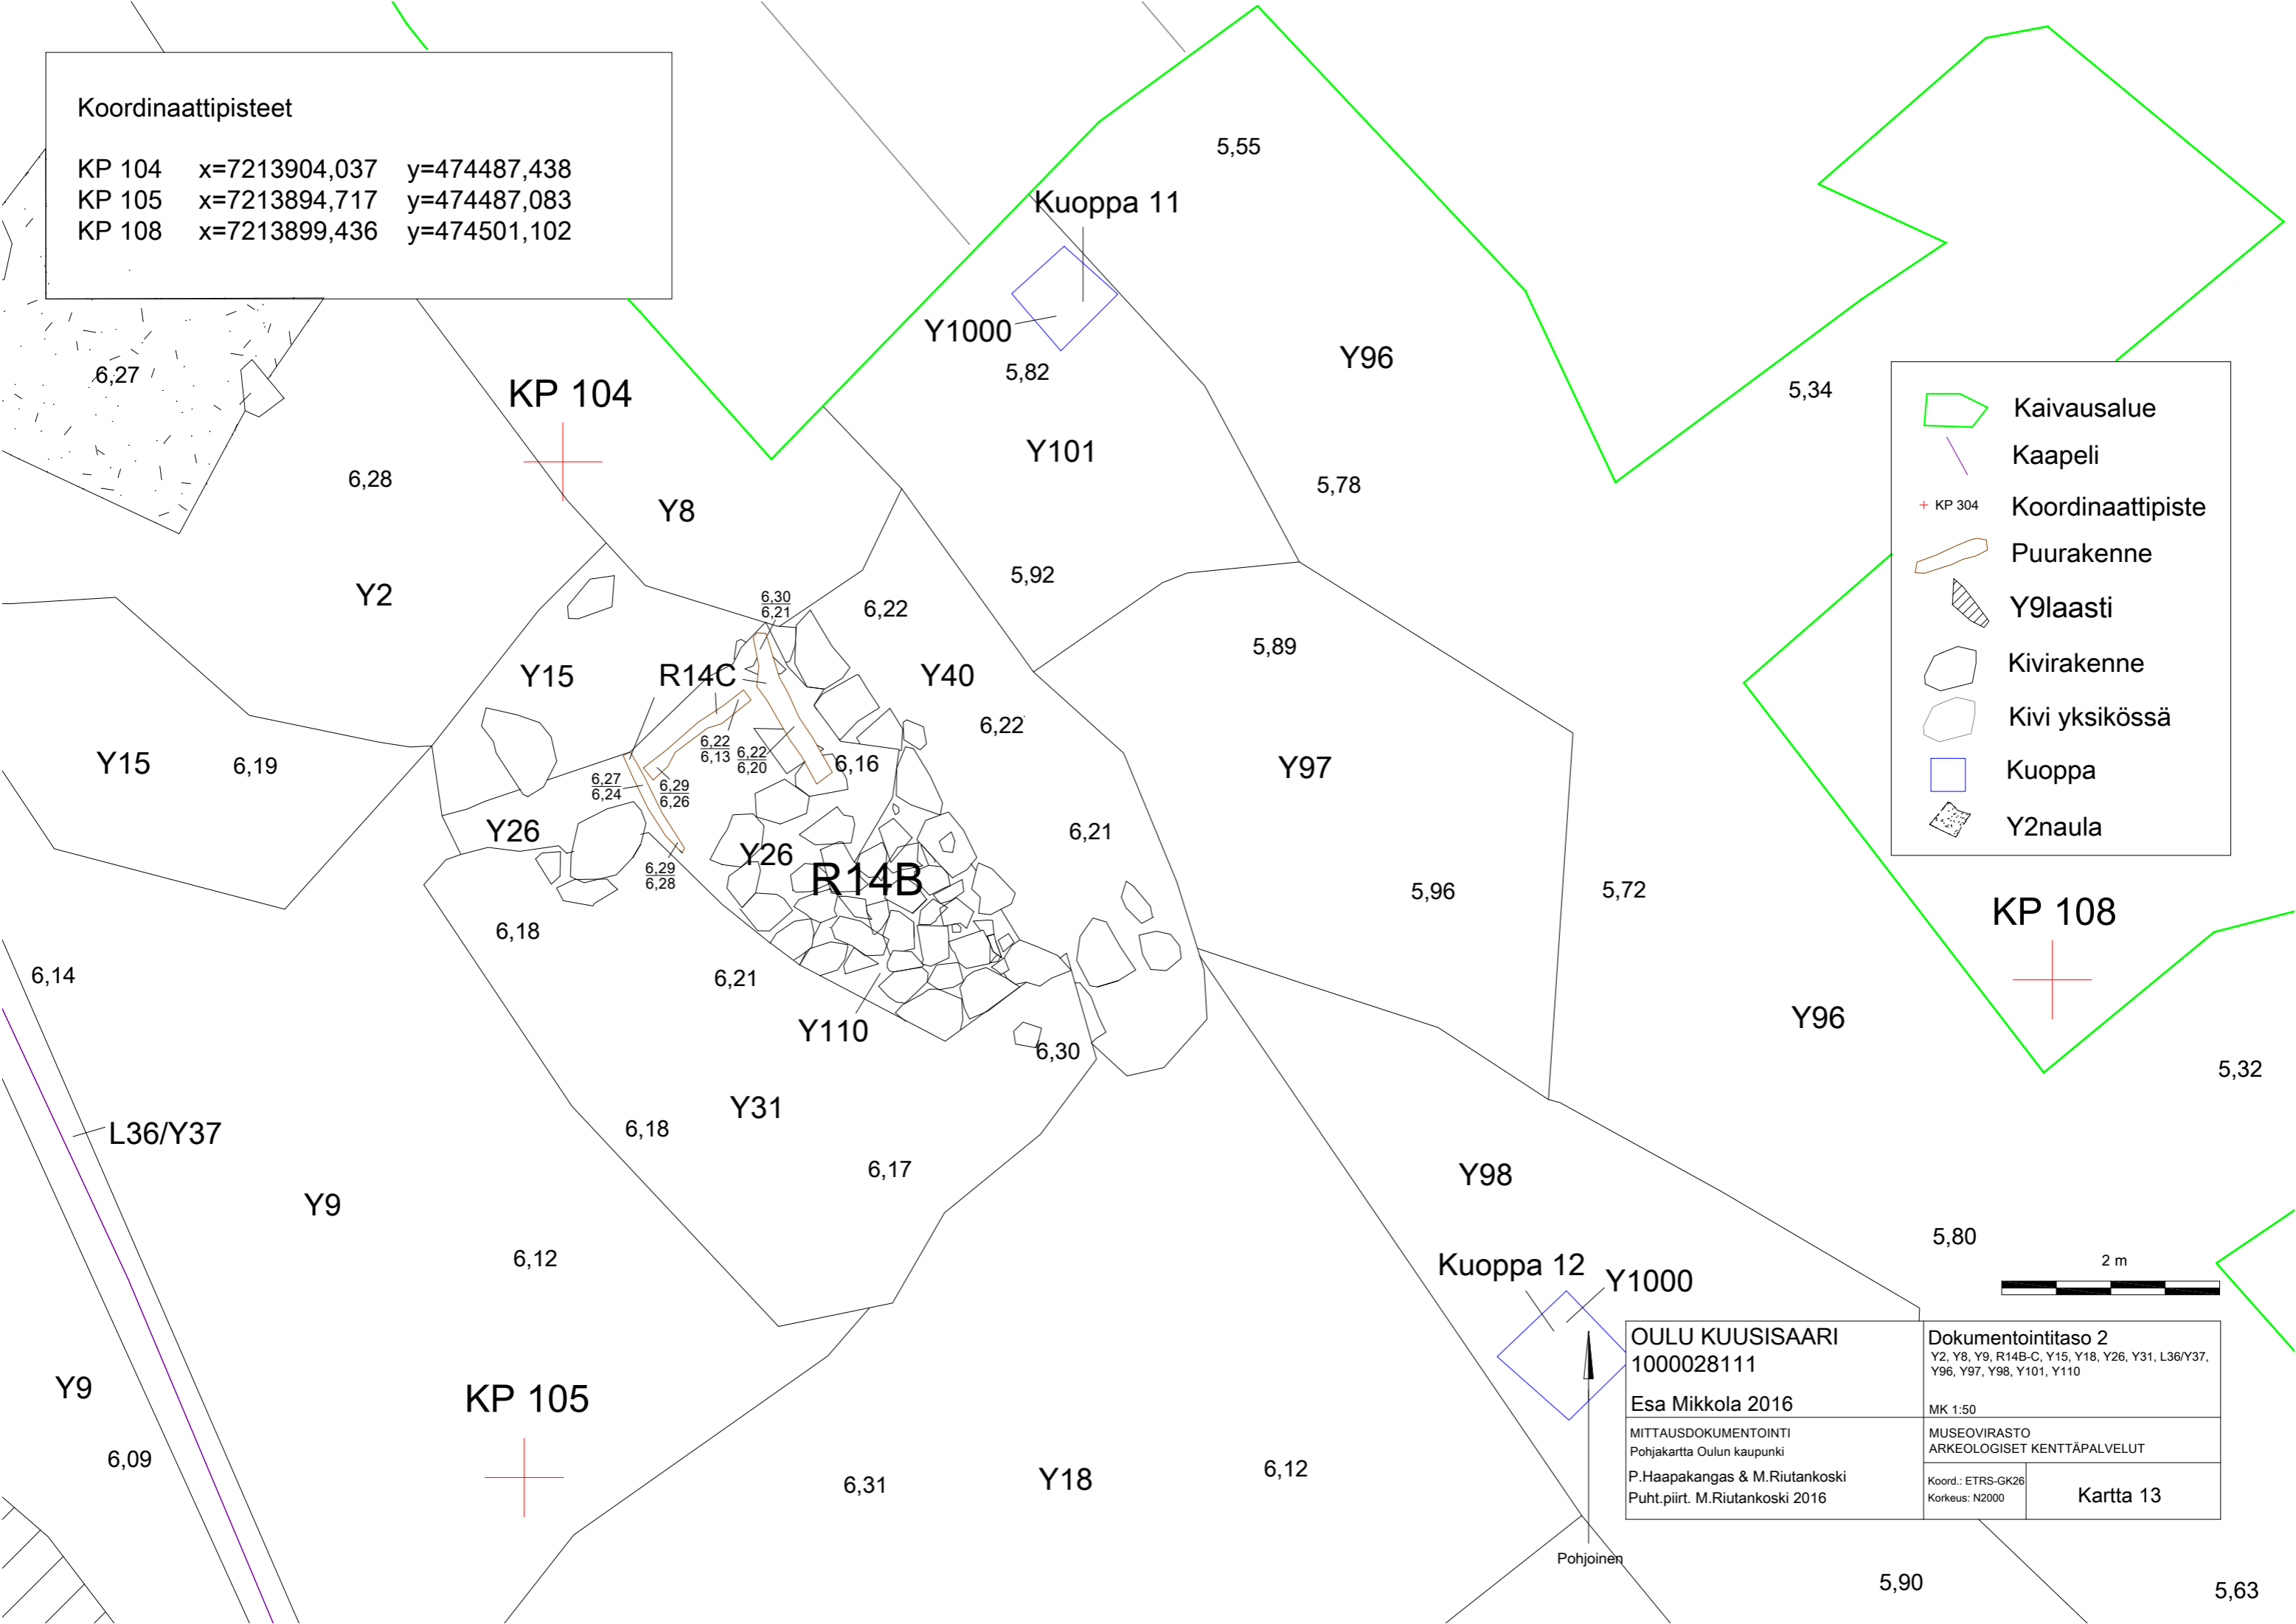 Koordinaattipisteet
KP 104 x=7213904,037 y=474487,438
KP 105 x=7213894,717 y=474487,083
KP 108 x=7213899,436 y=474501,102
5,55
Kuoppa 11
Y1000
5,82
Y96
6,27
KP 104
5,34
Y101
6,28
5,78
Y8
Kaivausalue
Kaapeli
KP 304 Koordinaattipiste
Puurakenne
Y9laasti
Kivirakenne
Kivi yksikössä
Kuoppa
Y2naula
Y2
5,92
6,30
6,21
6,22
5,89
Y15
R14C
Y40
6,22
Y15
6,19
6,22
6,13
6,22
6,20
6,16
Y97
6,27
6,24
6,29
6,26
Y26
6,21
Y26
R14B
6,29
6,28
5,96
5,72
KP 108
6,18
6,14
6,21
Y110
Y96
6,30
5,32
Y31
L36/Y37
6,18
6,17
Y98
Y9
5,80
6,12
Kuoppa 12
Y1000
2 m
Y9
KP 105
6,09
6,31
Y18
6,12
OULU KUUSISAARI
1000028111
Esa Mikkola 2016
Dokumentointitaso 2
Y2, Y8, Y9, R14B-C, Y15, Y18, Y26, Y31, L36/Y37,
Y96, Y97, Y98, Y101, Y110
MK 1:50
MITTAUSDOKUMENTOINTI
Pohjakartta Oulun kaupunki
P.Haapakangas & M.Riutankoski
Puht.piirt. M.Riutankoski 2016
MUSEOVIRASTO
ARKEOLOGISET KENTTÄPALVELUT
Koord.: ETRS-GK26
Korkeus: N2000
Kartta 13
Pohjoinen
5,90
5,63